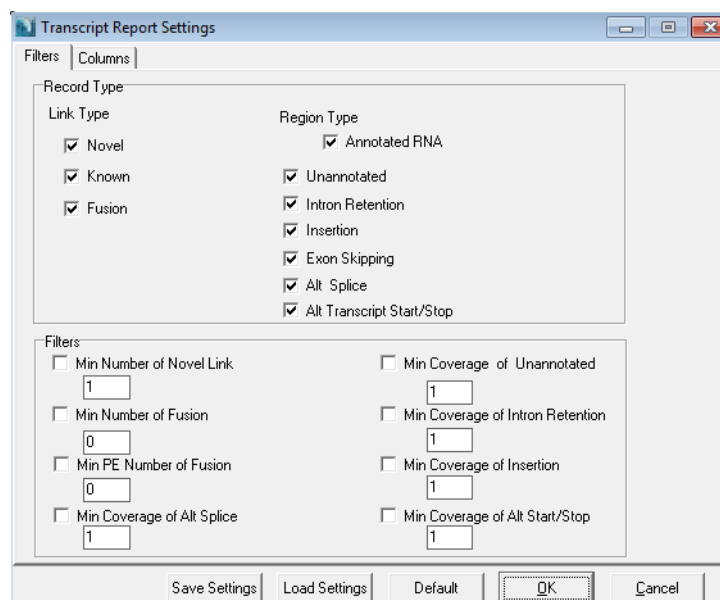 Transcript Report Settings
Filters Columns
Record Type
Link Type
Region Type
Annotated RNA
Novel
Known
Unannotated
Fusion
Intron Retention
Insertion
Exon Skipping
Alt Splice
Alt Transcript Start/Stop
Filters
Min Number of Novel Link
Min Coverage of Unannotated
1
1
Min Number of Fusion
Min Coverage of Intron Retention
0
1
Min PE Number of Fusion
Min Coverage of Insertion
0
1
Min Coverage of Alt Splice
Min Coverage of Alt Start/Stop
1
1
Save Settings Load Settings Default OK Cancel